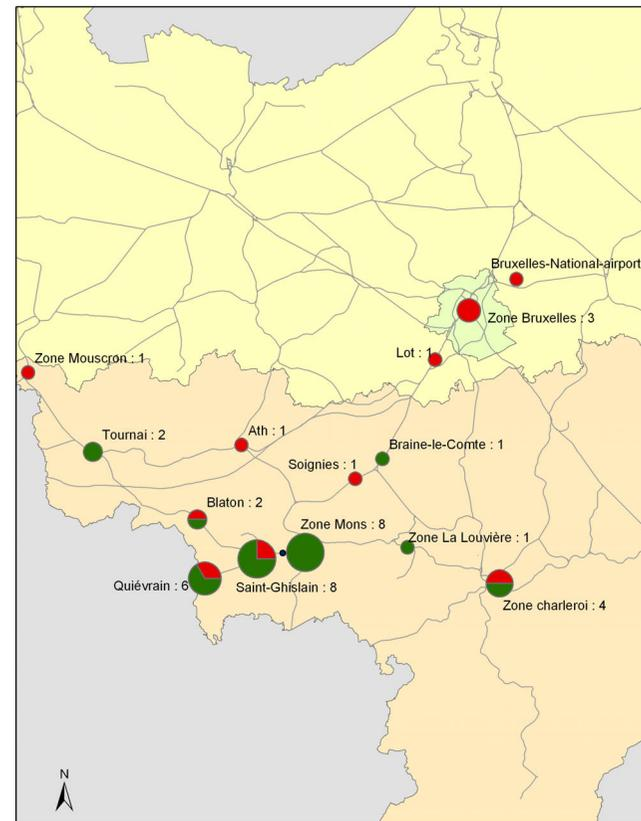 Bruxelles-National-airport
Zone Bruxelles : 3
Lot : 1
Zone Mouscron : 1
Tournai : 2
Ath : 1
Braine-le-Comte : 1
Soignies : 1
Blaton : 2
Zone Mons : 8
Zone La Louvière : 1
Quiévrain : 6
Saint-Ghislain : 8
Zone charleroi : 4
N